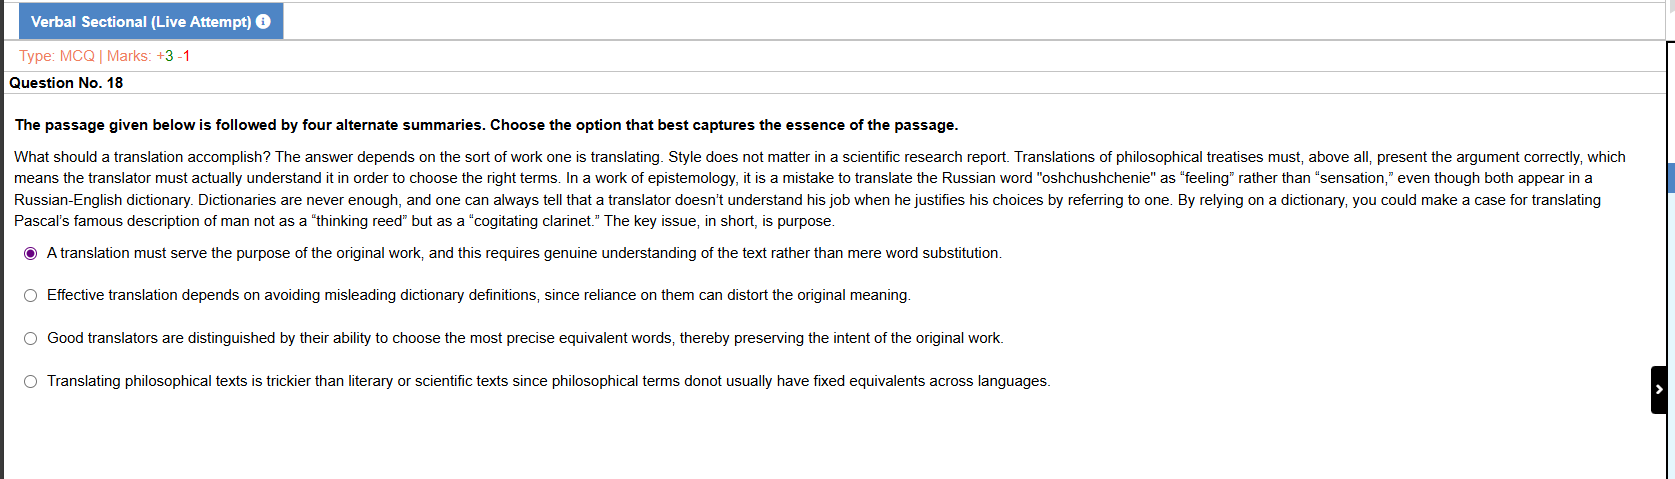 Verbal Sectional (Live Attempt) i
Type: MCQ | Marks: +3 -1
Question No. 18
The passage given below is followed by four alternate summaries. Choose the option that best captures the essence of the passage.
What should a translation accomplish? The answer depends on the sort of work one is translating. Style does not matter in a scientific research report. Translations of philosophical treatises must, above all, present the argument correctly, which
means the translator must actually understand it in order to choose the right terms. In a work of epistemology, it is a mistake to translate the Russian word "oshchushchenie" as “feeling” rather than “sensation,” even though both appear in a
Russian-English dictionary. Dictionaries are never enough, and one can always tell that a translator doesn’t understand his job when he justifies his choices by referring to one. By relying on a dictionary, you could make a case for translating
Pascal’s famous description of man not as a “thinking reed” but as a “cogitating clarinet.” The key issue, in short, is purpose.
A translation must serve the purpose of the original work, and this requires genuine understanding of the text rather than mere word substitution.
Effective translation depends on avoiding misleading dictionary definitions, since reliance on them can distort the original meaning.
Good translators are distinguished by their ability to choose the most precise equivalent words, thereby preserving the intent of the original work.
Translating philosophical texts is trickier than literary or scientific texts since philosophical terms donot usually have fixed equivalents across languages.